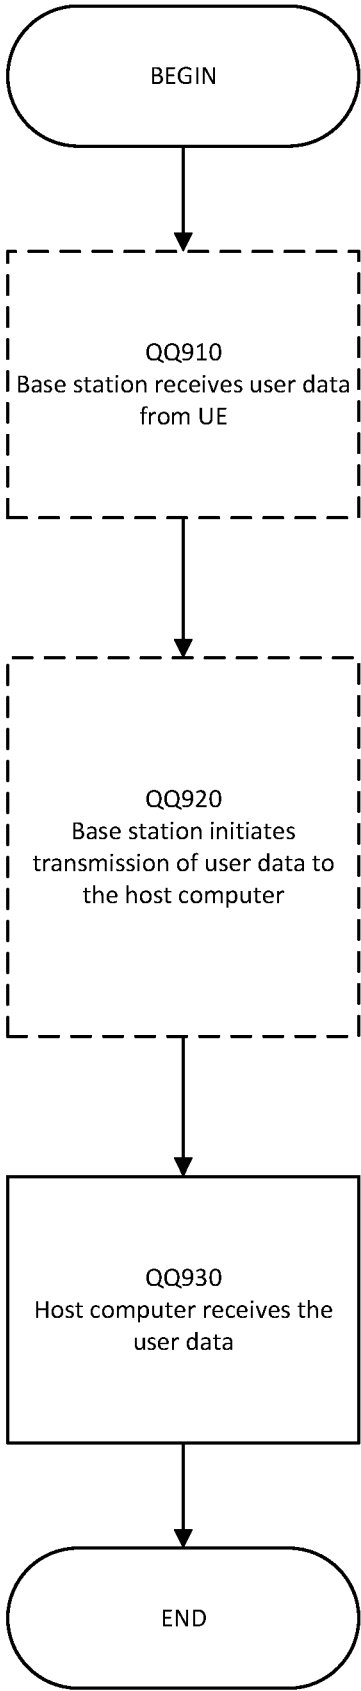 BEGIN
QQ910
Base station receives user data
from UE
QQ920
Base station initiates
transmission of user data to
the host computer
QQ930
Host computer receives the
user data
END